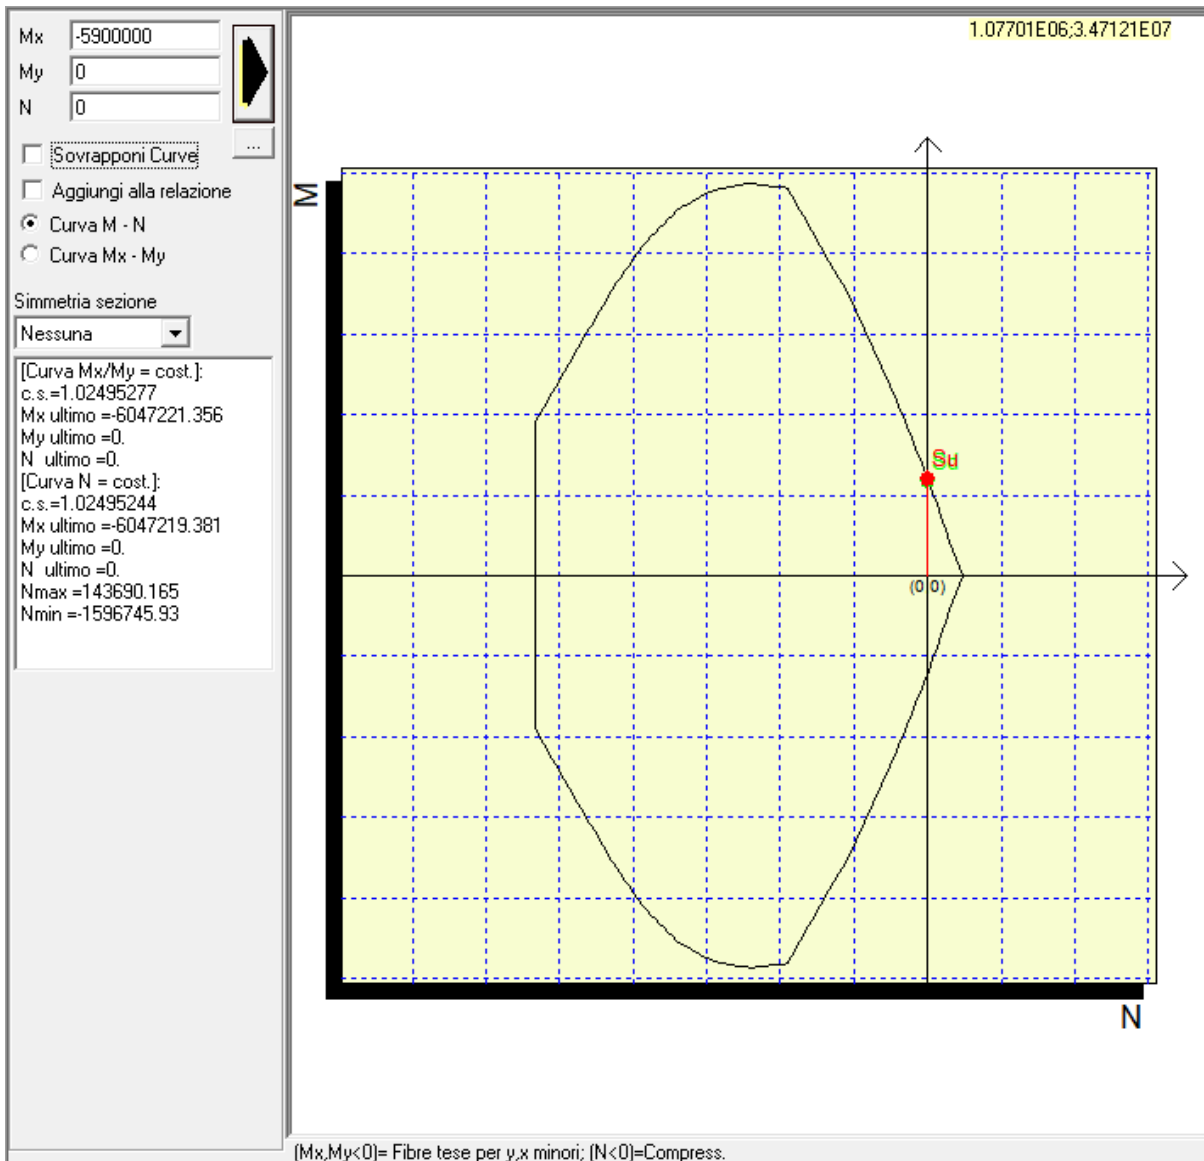 Mx -5900000
My 0
N 0
...
Sovrapponi Curve
Aggiungi alla relazione
Curva M - N
Curva Mx - My
Simmetria sezione
Nessuna
[Curva Mx/My = cost.]:
c.s.=1.02495277
Mx ultimo =-6047221.356
My ultimo =0.
N  ultimo =0.
[Curva N = cost.]:
c.s.=1.02495244
Mx ultimo =-6047219.381
My ultimo =0.
N  ultimo =0.
Nmax =143690.165
Nmin =-1596745.93
1.07701E06;3.47121E07
M
(0,0)
N
(Mx,My<0)= Fibre tese per y,x minori; (N<0)=Compress.